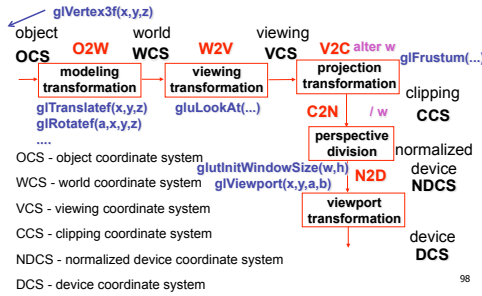 glVertex3f(x,y,z)
object world viewing
O2W W2V V2C alter w
OCS WCS VCS glFrustum(...)
modeling transformation
viewing transformation
projection transformation
glTranslatef(x,y,z)
glRotatef(a,x,y,z)
....
gluLookAt(...)
clipping
CCS
C2N / w
perspective division
normalized
device
NDCS
glutInitWindowSize(w,h)
glViewport(x,y,a,b)
N2D
viewport transformation
device
DCS
OCS - object coordinate system
WCS - world coordinate system
VCS - viewing coordinate system
CCS - clipping coordinate system
NDCS - normalized device coordinate system
DCS - device coordinate system
98